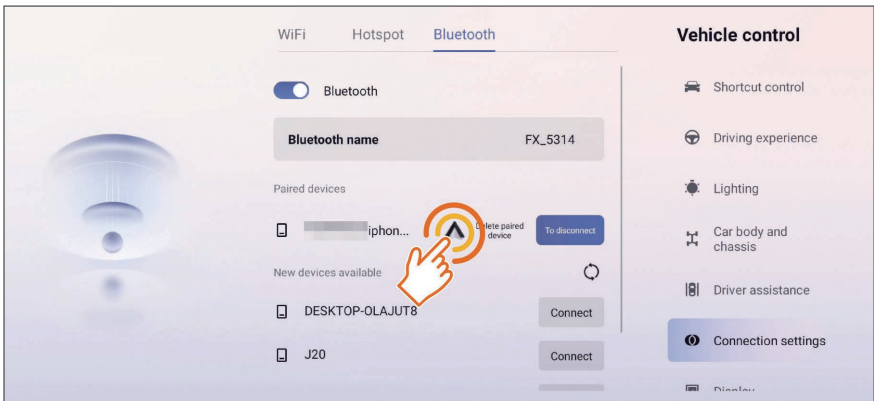 WiFi Hotspot Bluetooth
Bluetooth
Bluetooth name FX_5314
Paired devices
iphon...
Delete paired
device
To disconnect
New devices available
DESKTOP-OLAJUT8 Connect
J20 Connect
Vehicle control
Shortcut control
Driving experience
Lighting
Car body and
chassis
Driver assistance
Connection settings
Display